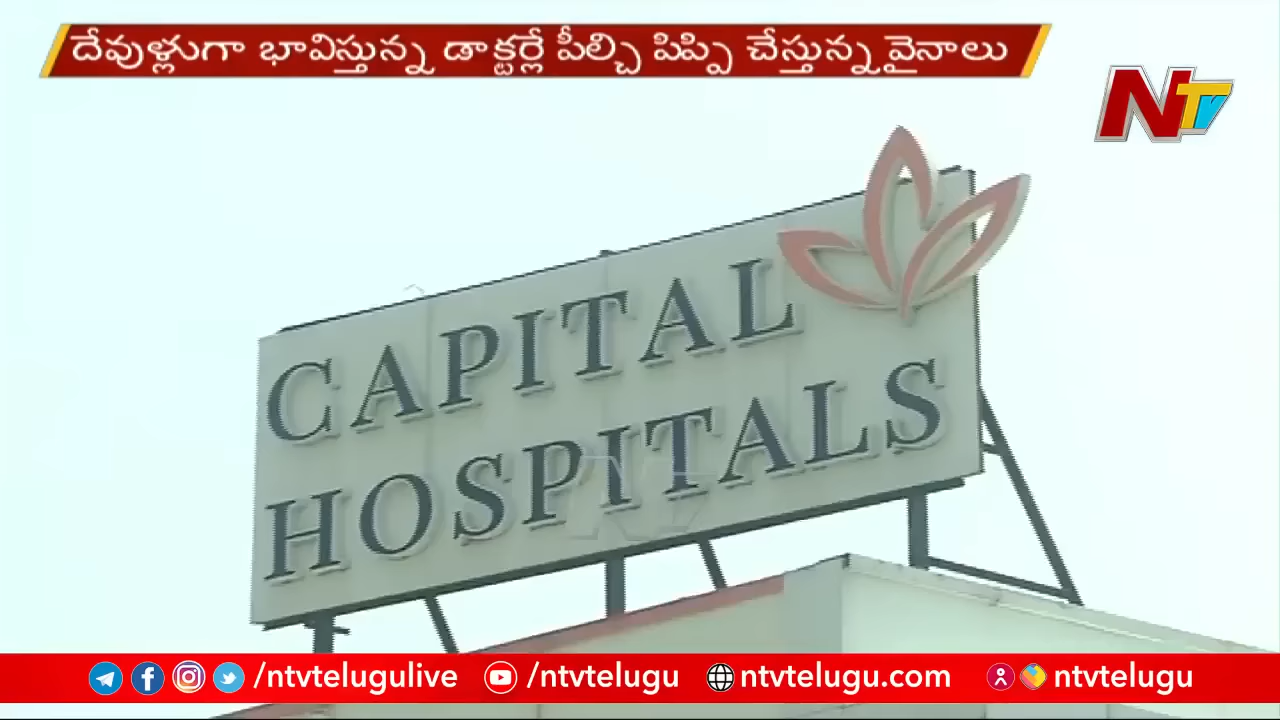 దేవుళ్లుగా భావిస్తున్న డాక్టర్లే పీల్చి పిప్పి చేస్తున్న వైనాలు
NTV
CAPITAL
HOSPITALS
/ntvtelugulive /ntvtelugu ntvtelugu.com ntvtelugu